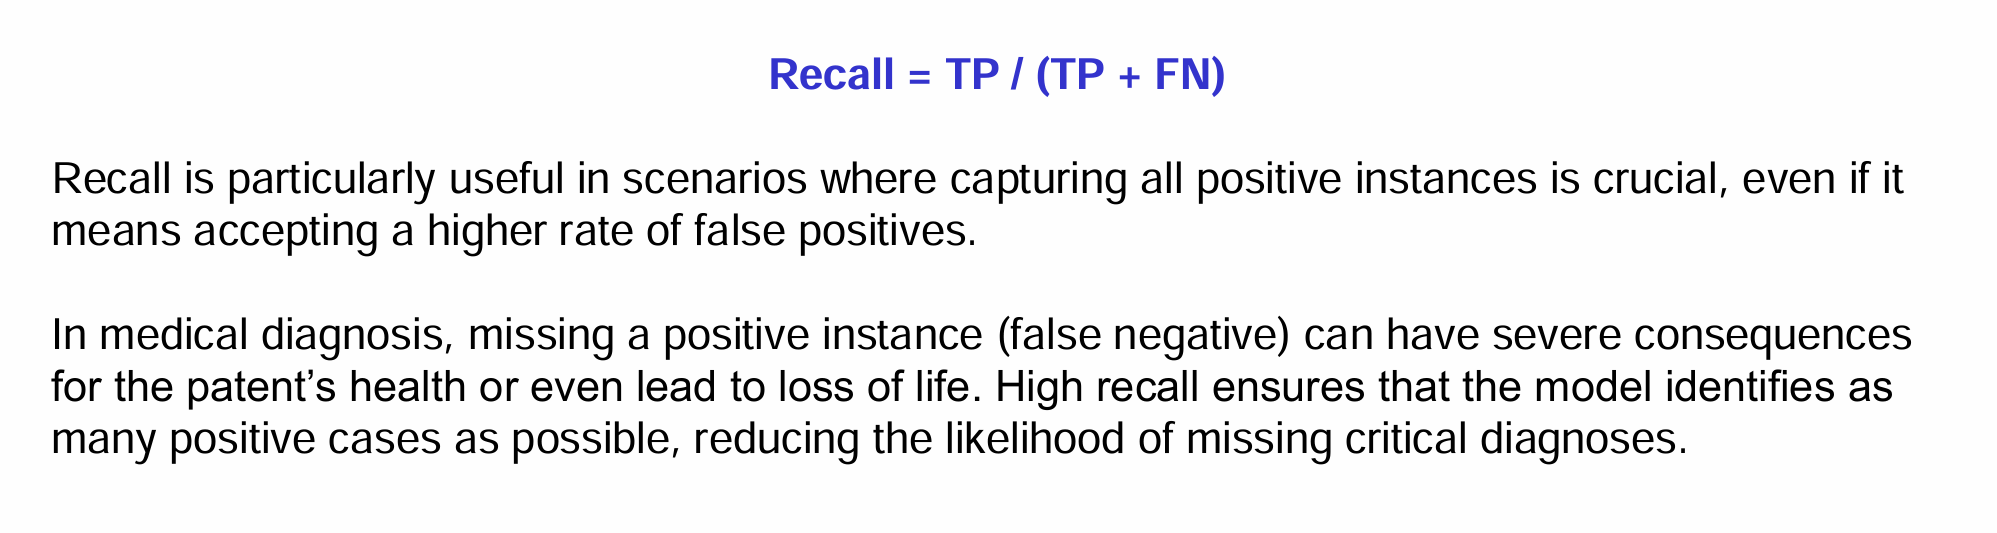 Recall = TP / (TP + FN)
Recall is particularly useful in scenarios where capturing all positive instances is crucial, even if it
means accepting a higher rate of false positives.
In medical diagnosis, missing a positive instance (false negative) can have severe consequences
for the patent’s health or even lead to loss of life. High recall ensures that the model identifies as
many positive cases as possible, reducing the likelihood of missing critical diagnoses.